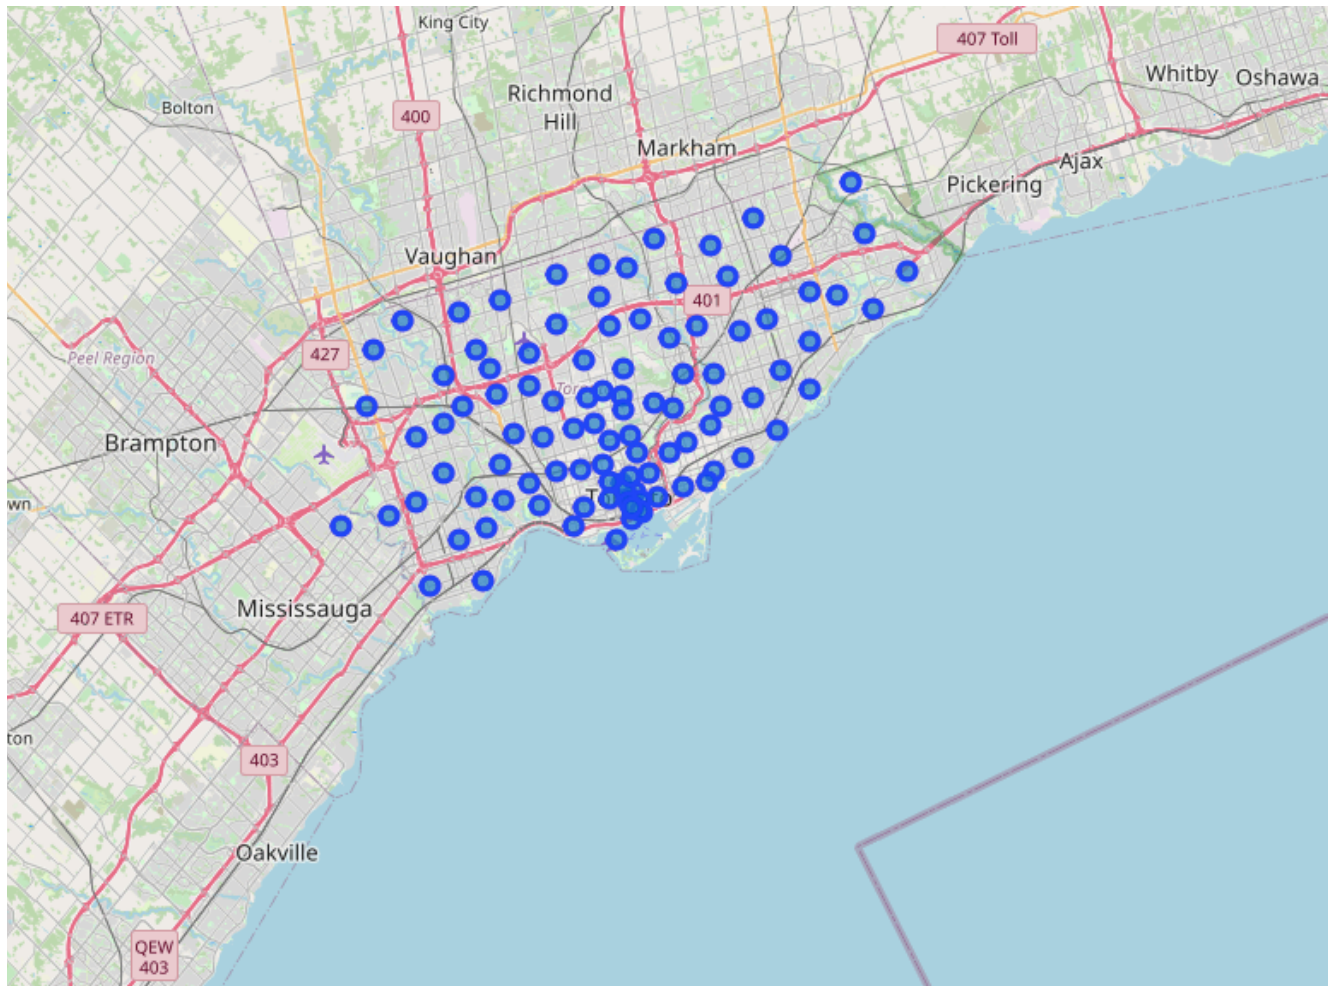 King City
407 Toll
Whitby
Oshawa
Bolton
Richmond
Hill
400
Markham
Ajax
Pickering
Vaughan
401
427
Peel Region
Brampton
wn
Mississauga
407 ETR
ton
403
Oakville
QEW
403